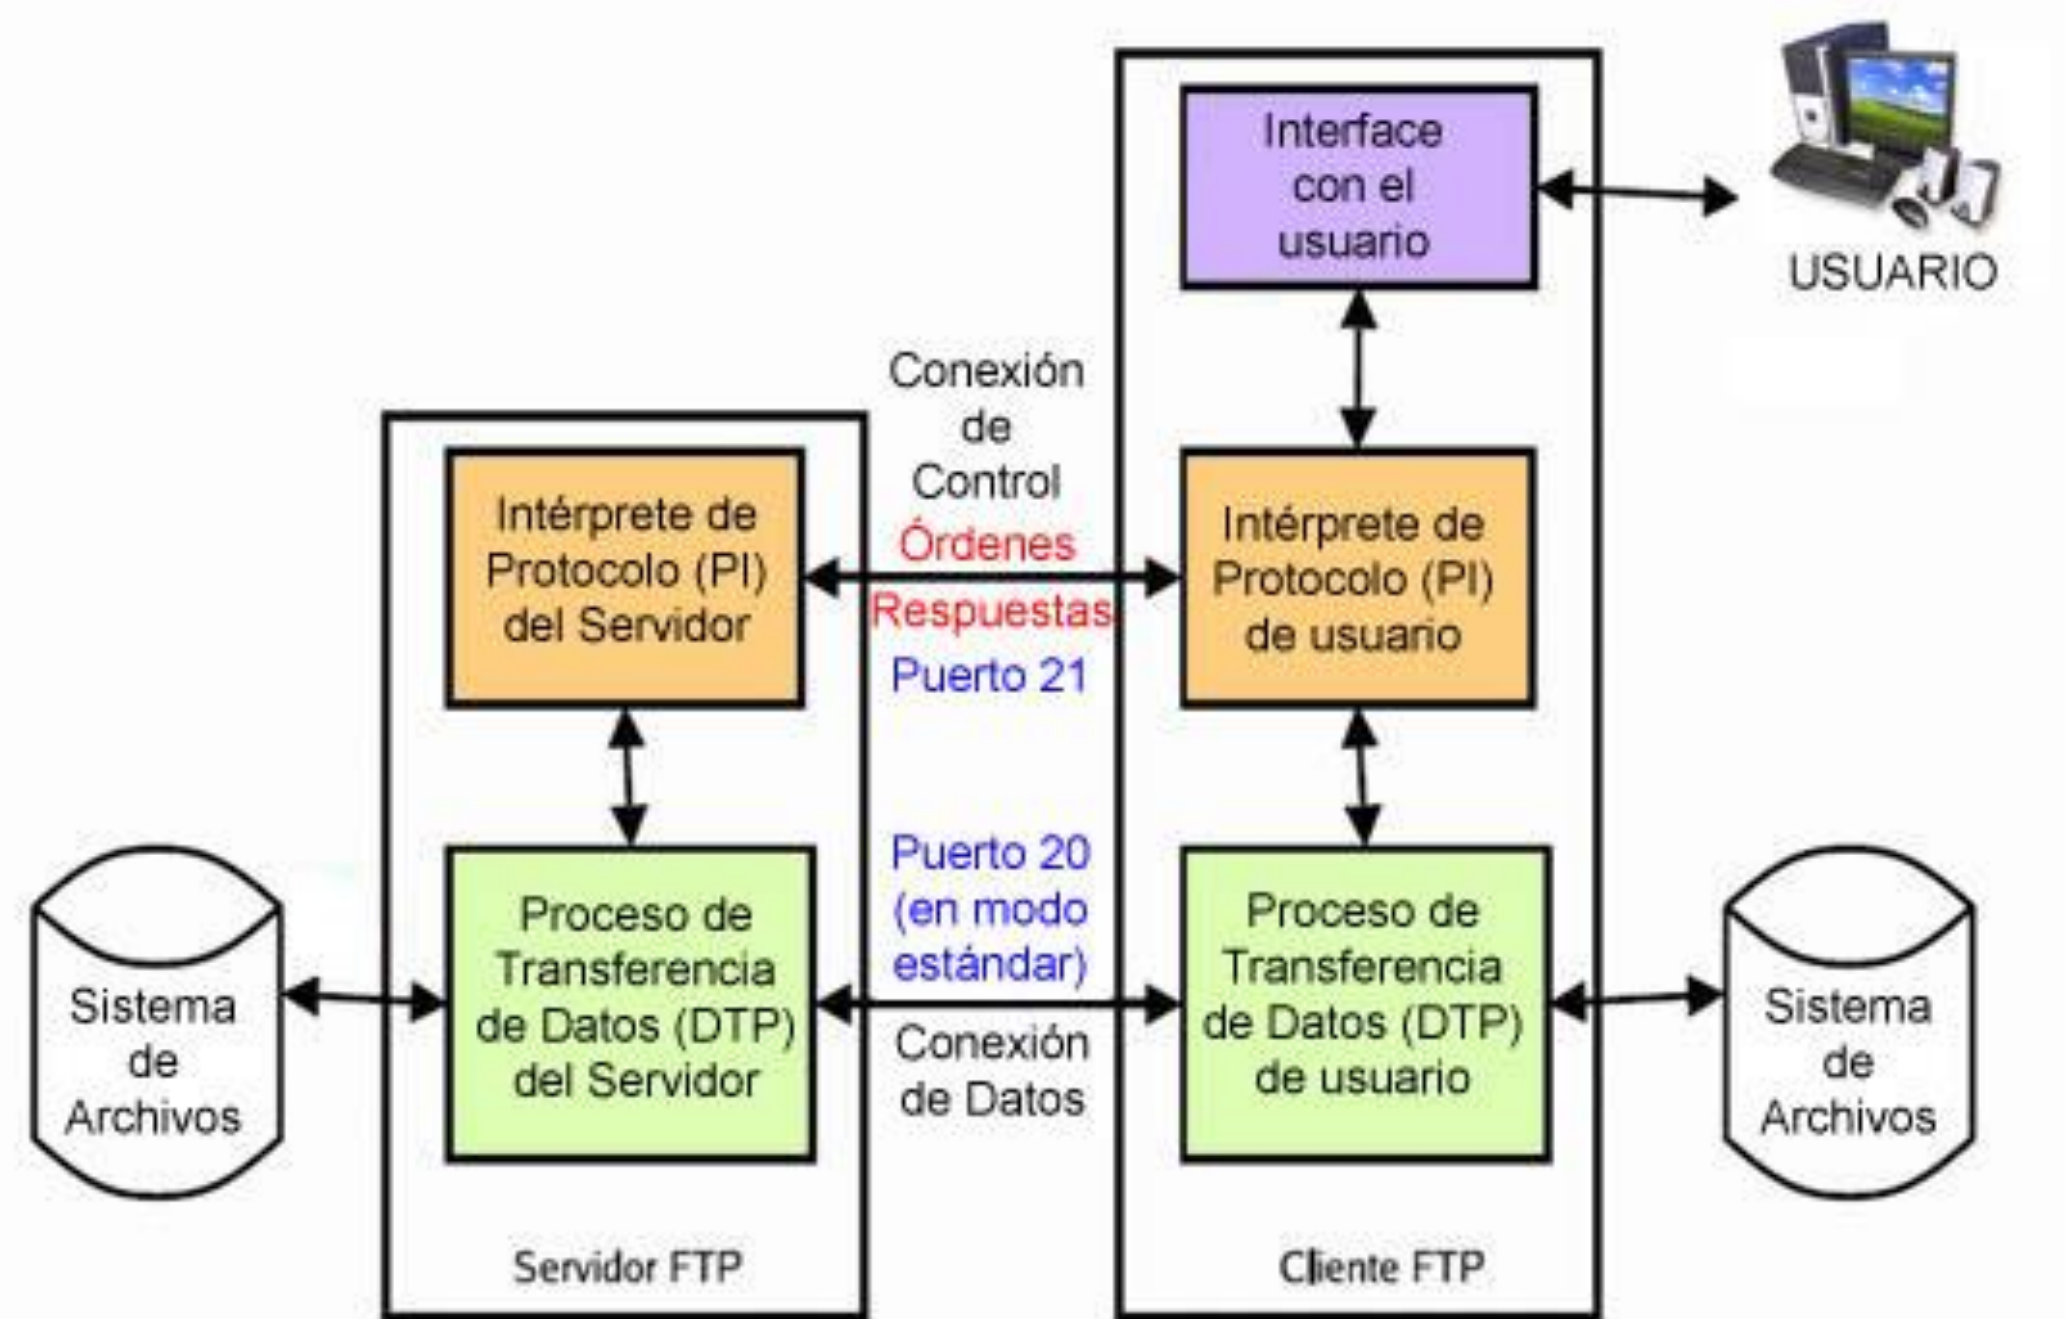 Interface
con el
usuario
USUARIO
Conexión
de
Control
Órdenes
Respuestas
Puerto 21
Intérprete de
Protocolo (PI)
del Servidor
Intérprete de
Protocolo (PI)
de usuario
Puerto 20
(en modo
estándar)
Conexión
de Datos
Sistema
de
Archivos
Proceso de
Transferencia
de Datos (DTP)
del Servidor
Proceso de
Transferencia
de Datos (DTP)
de usuario
Sistema
de
Archivos
Servidor FTP
Cliente FTP